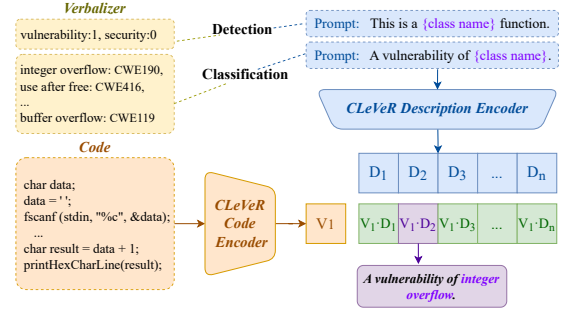 Verbalizer
vulnerability:1, security:0
integer overflow: CWE190,
use after free: CWE416,
...
buffer overflow: CWE119
Detection
Classification
Prompt: This is a {class name} function.
Prompt: A vulnerability of {class name}.
CLeVeR Description Encoder
Code
char data;
data = ' ';
fscanf (stdin, "%c", &data);
...
char result = data + 1;
printHexCharLine(result);
CLeVeR
Code
Encoder
V1
D1 D2 D3 ... Dn
V1·D1 V1·D2 V1·D3 ... V1·Dn
A vulnerability of integer
overflow.